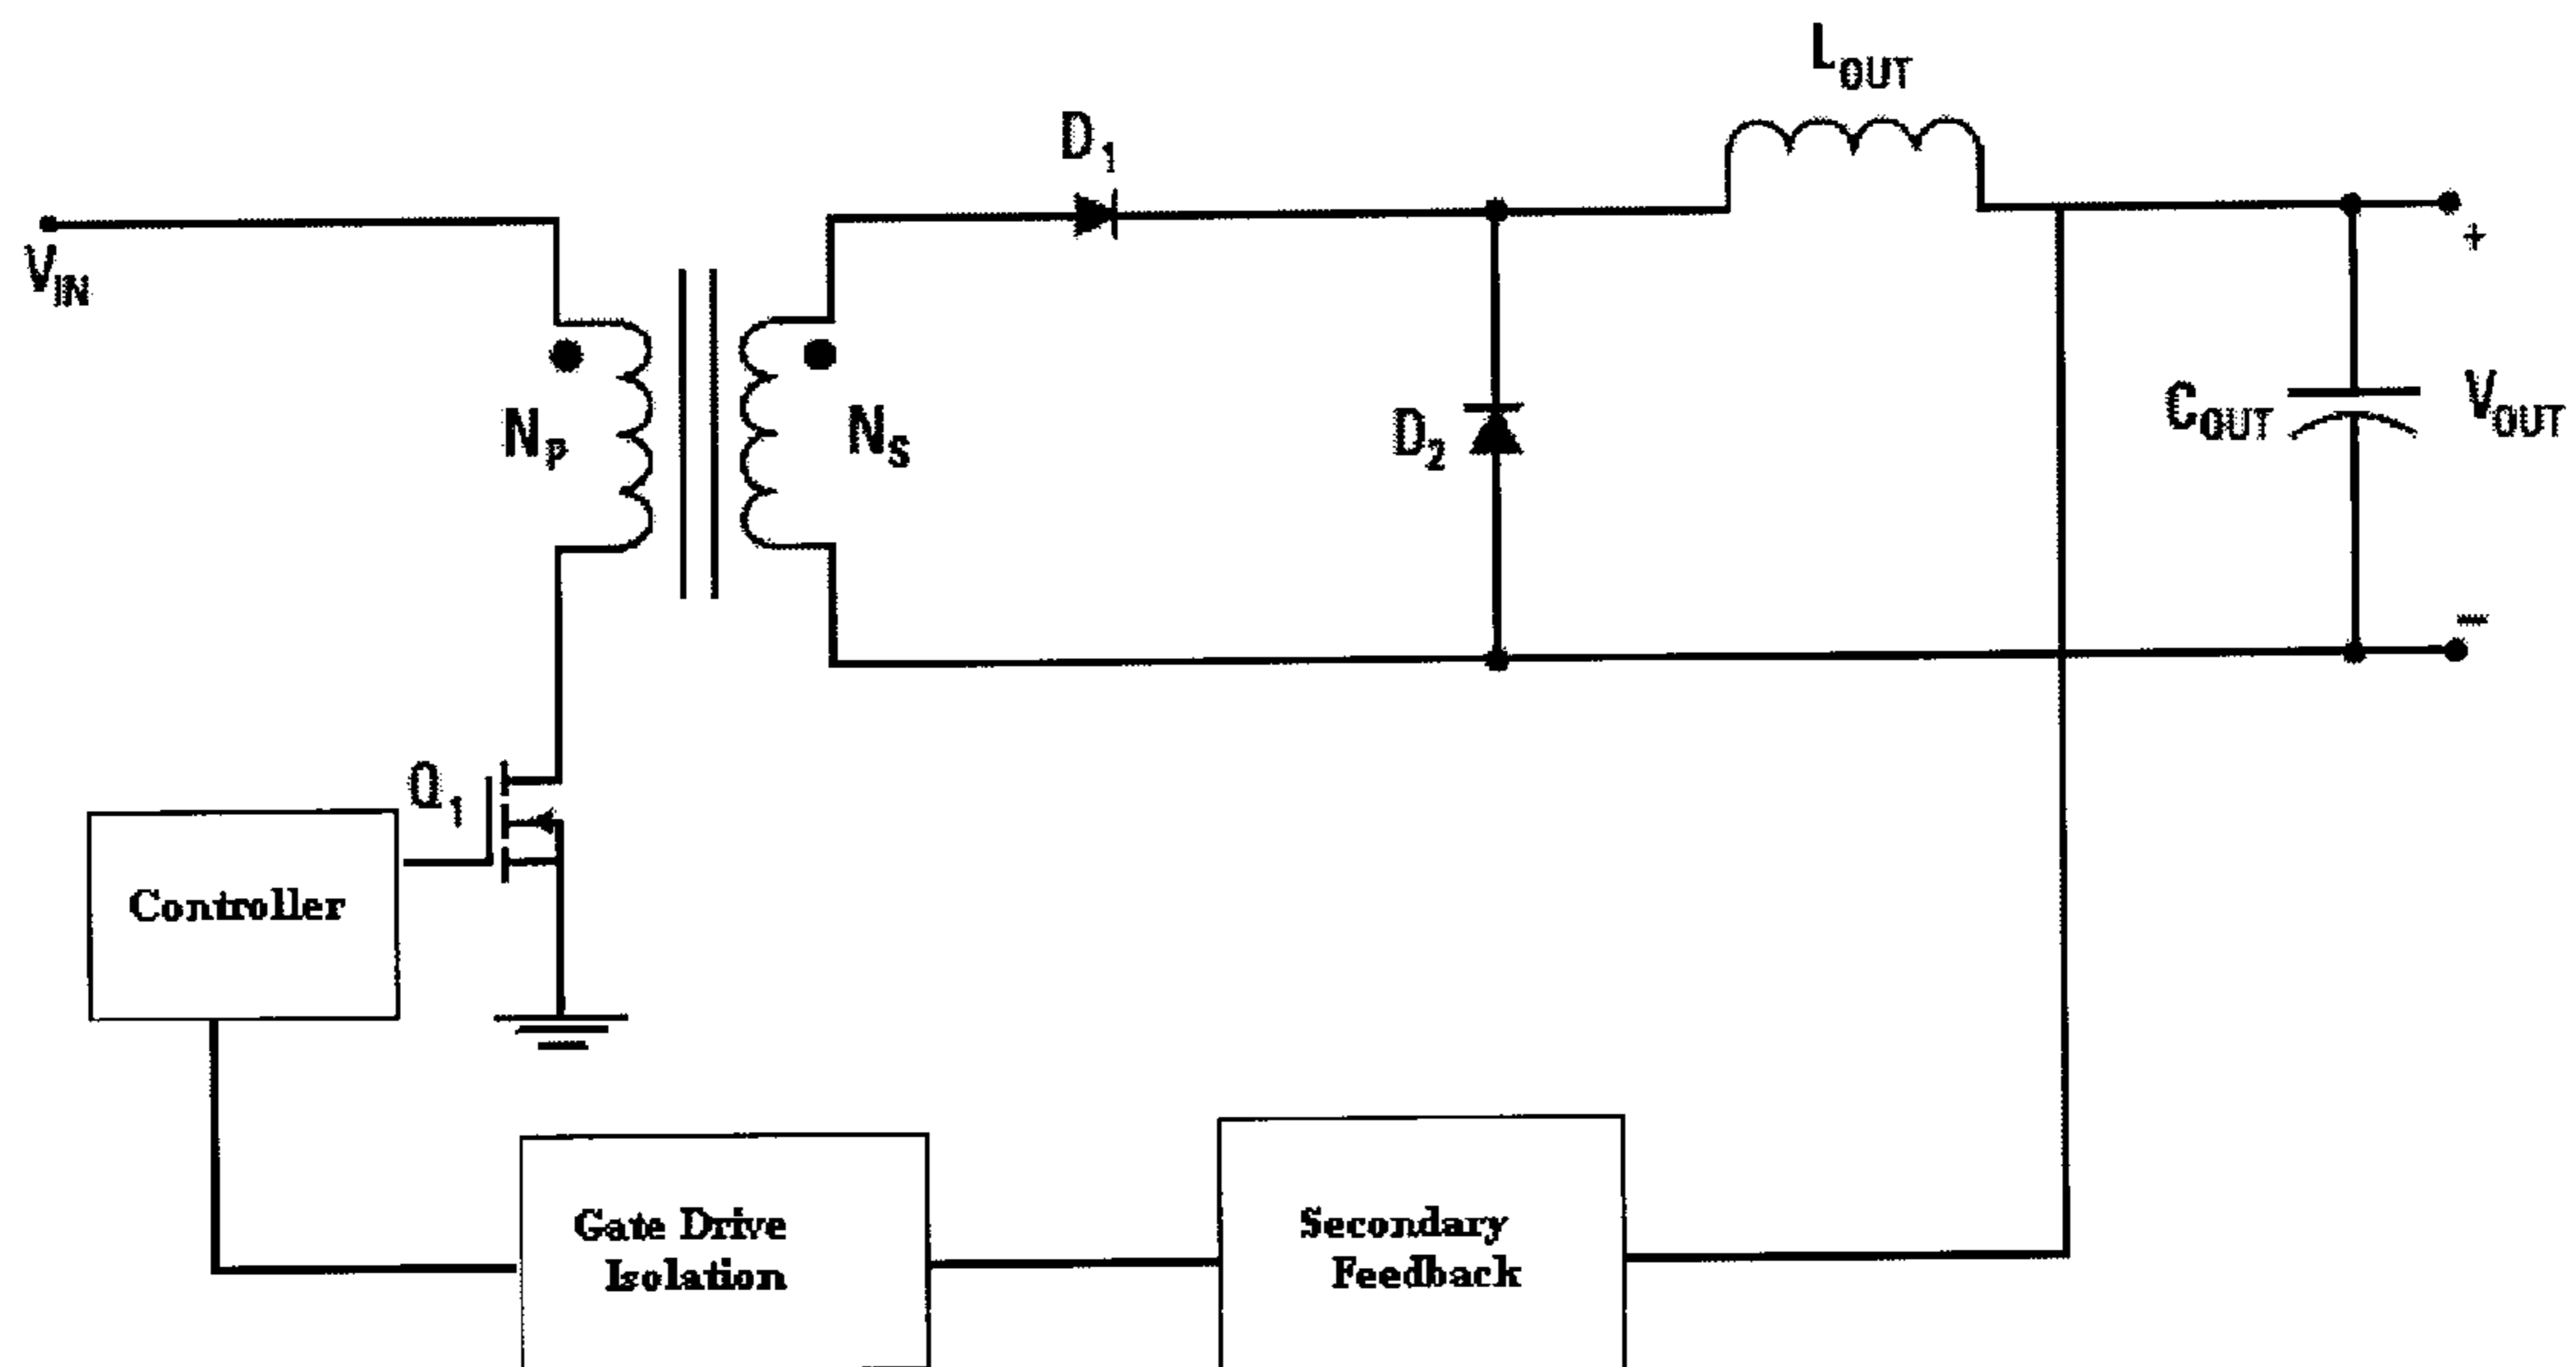 L_OUT
D_1
V_IN
+
N_P
N_S
D_2
C_OUT
V_OUT
−
Q_1
Controller
Gate Drive
Isolation
Secondary
Feedback